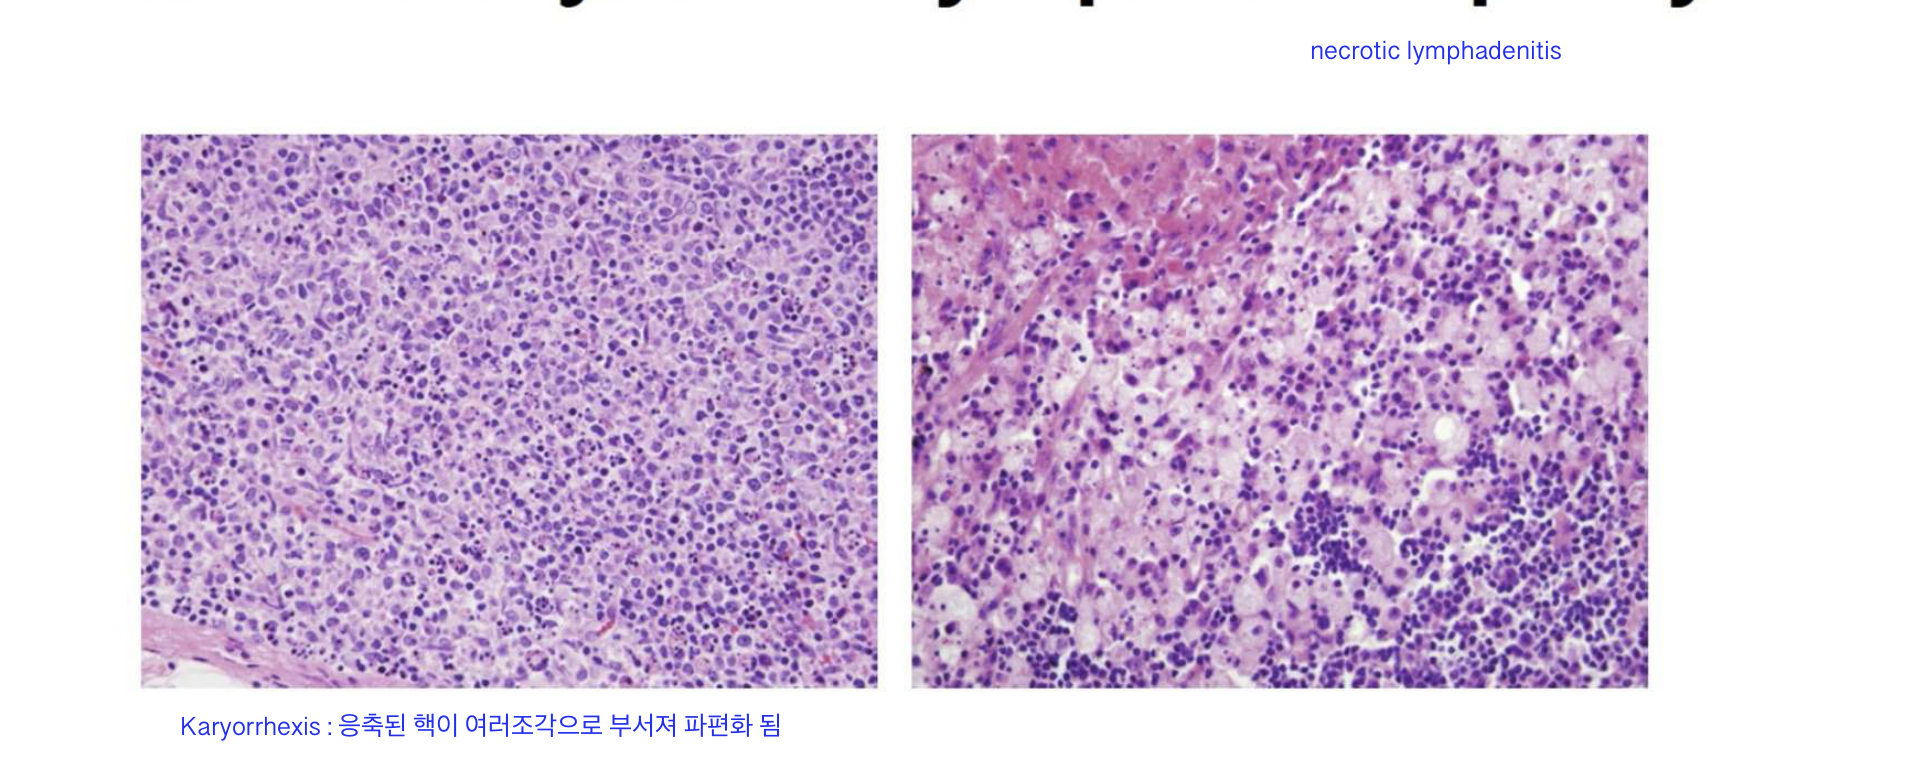 necrotic lymphadenitis
Karyorrhexis : 응축된 핵이 여러조각으로 부서져 파편화 됨